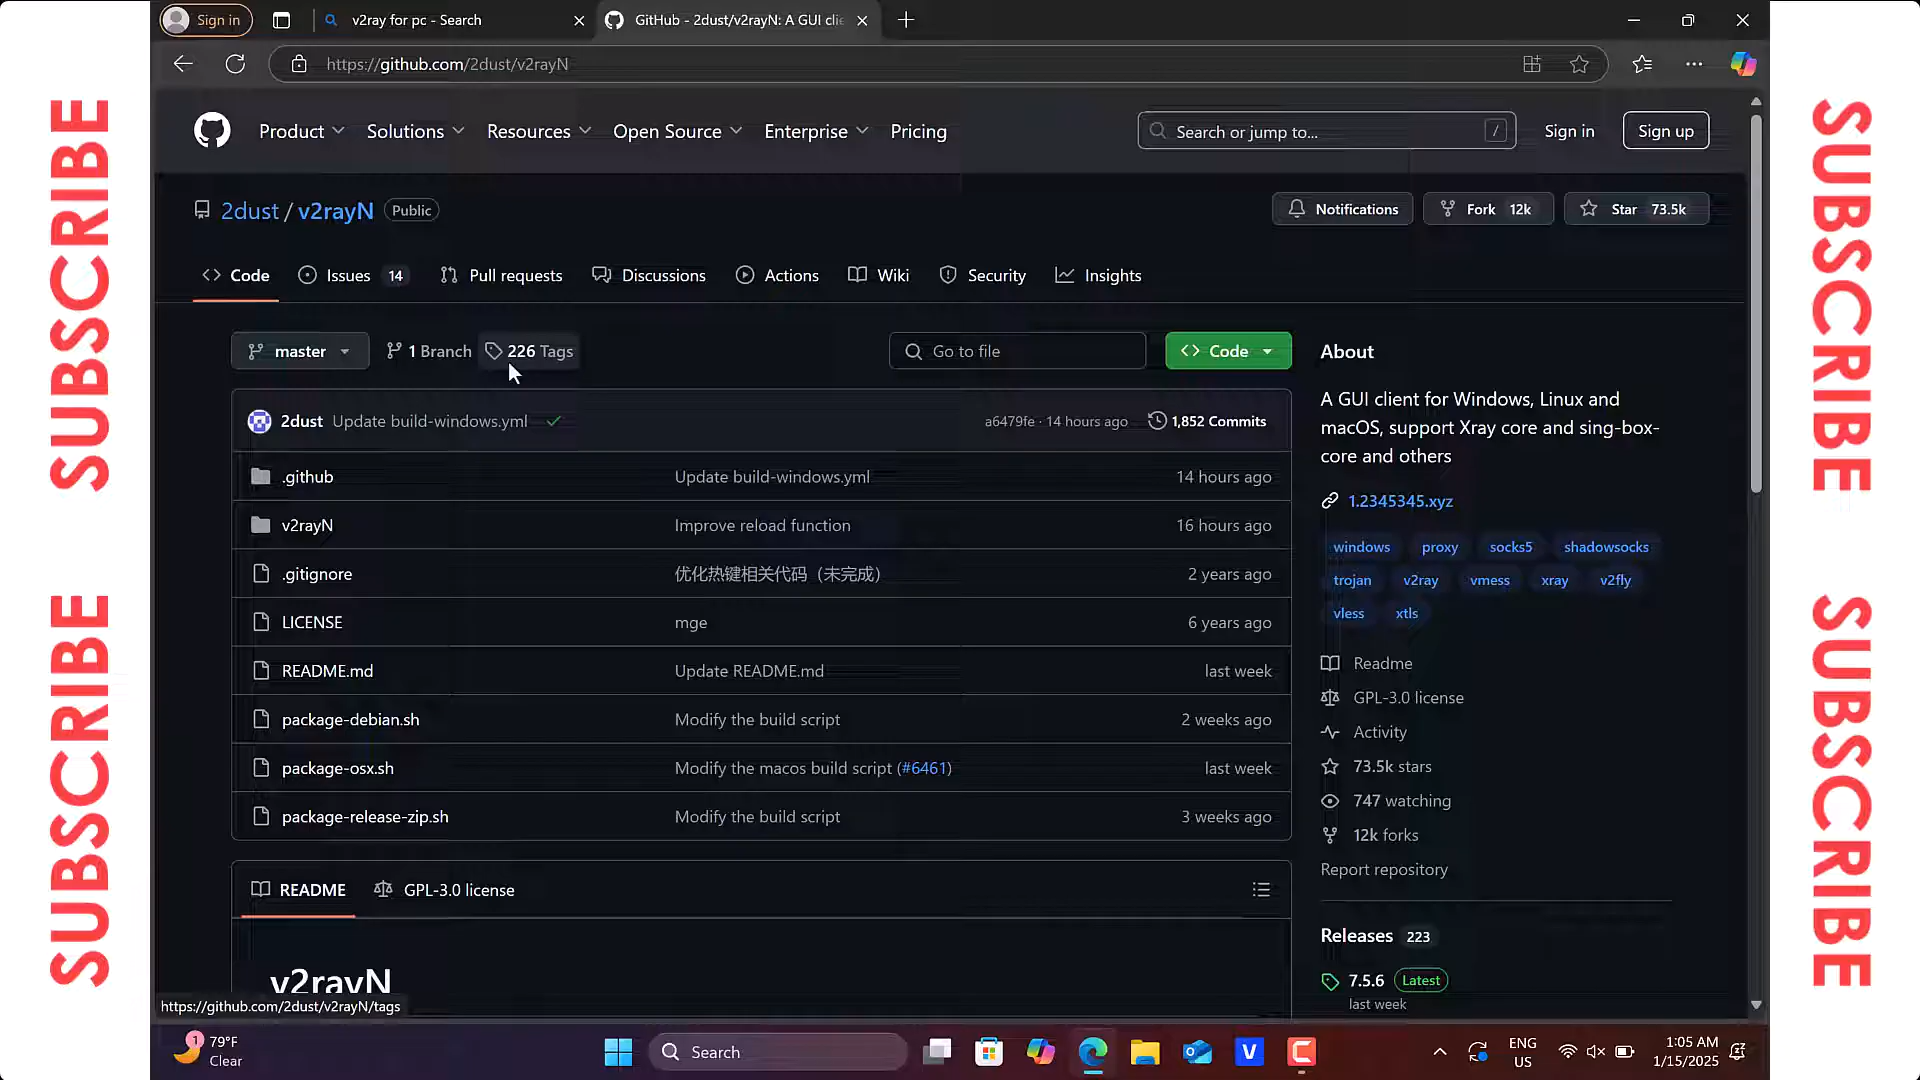 SUBSCRIBE
SUBSCRIBE
Sign in
v2ray for pc - Search
GitHub - 2dust/v2rayN: A GUI clie
https://github.com/2dust/v2rayN
Product
Solutions
Resources
Open Source
Enterprise
Pricing
Search or jump to...
/
Sign in
Sign up
2dust / v2rayN
Public
Notifications
Fork 12k
Star 73.5k
Code
Issues 14
Pull requests
Discussions
Actions
Wiki
Security
Insights
master
1 Branch
226 Tags
Go to file
Code
2dust Update build-windows.yml
a6479fe · 14 hours ago
1,852 Commits
.github Update build-windows.yml 14 hours ago
v2rayN Improve reload function 16 hours ago
.gitignore 优化热键相关代码（未完成） 2 years ago
LICENSE mge 6 years ago
README.md Update README.md last week
package-debian.sh Modify the build script 2 weeks ago
package-osx.sh Modify the macos build script (#6461) last week
package-release-zip.sh Modify the build script 3 weeks ago
README
GPL-3.0 license
v2rayN
https://github.com/2dust/v2rayN/tags
About
A GUI client for Windows, Linux and
macOS, support Xray core and sing-box-
core and others
1.2345345.xyz
windows proxy socks5 shadowsocks
trojan v2ray vmess xray v2fly
vless xtls
Readme
GPL-3.0 license
Activity
73.5k stars
747 watching
12k forks
Report repository
Releases 223
7.5.6 Latest
last week
1
79°F
Clear
Search
V
ENG
US
1:05 AM
1/15/2025
SUBSCRIBE
SUBSCRIBE